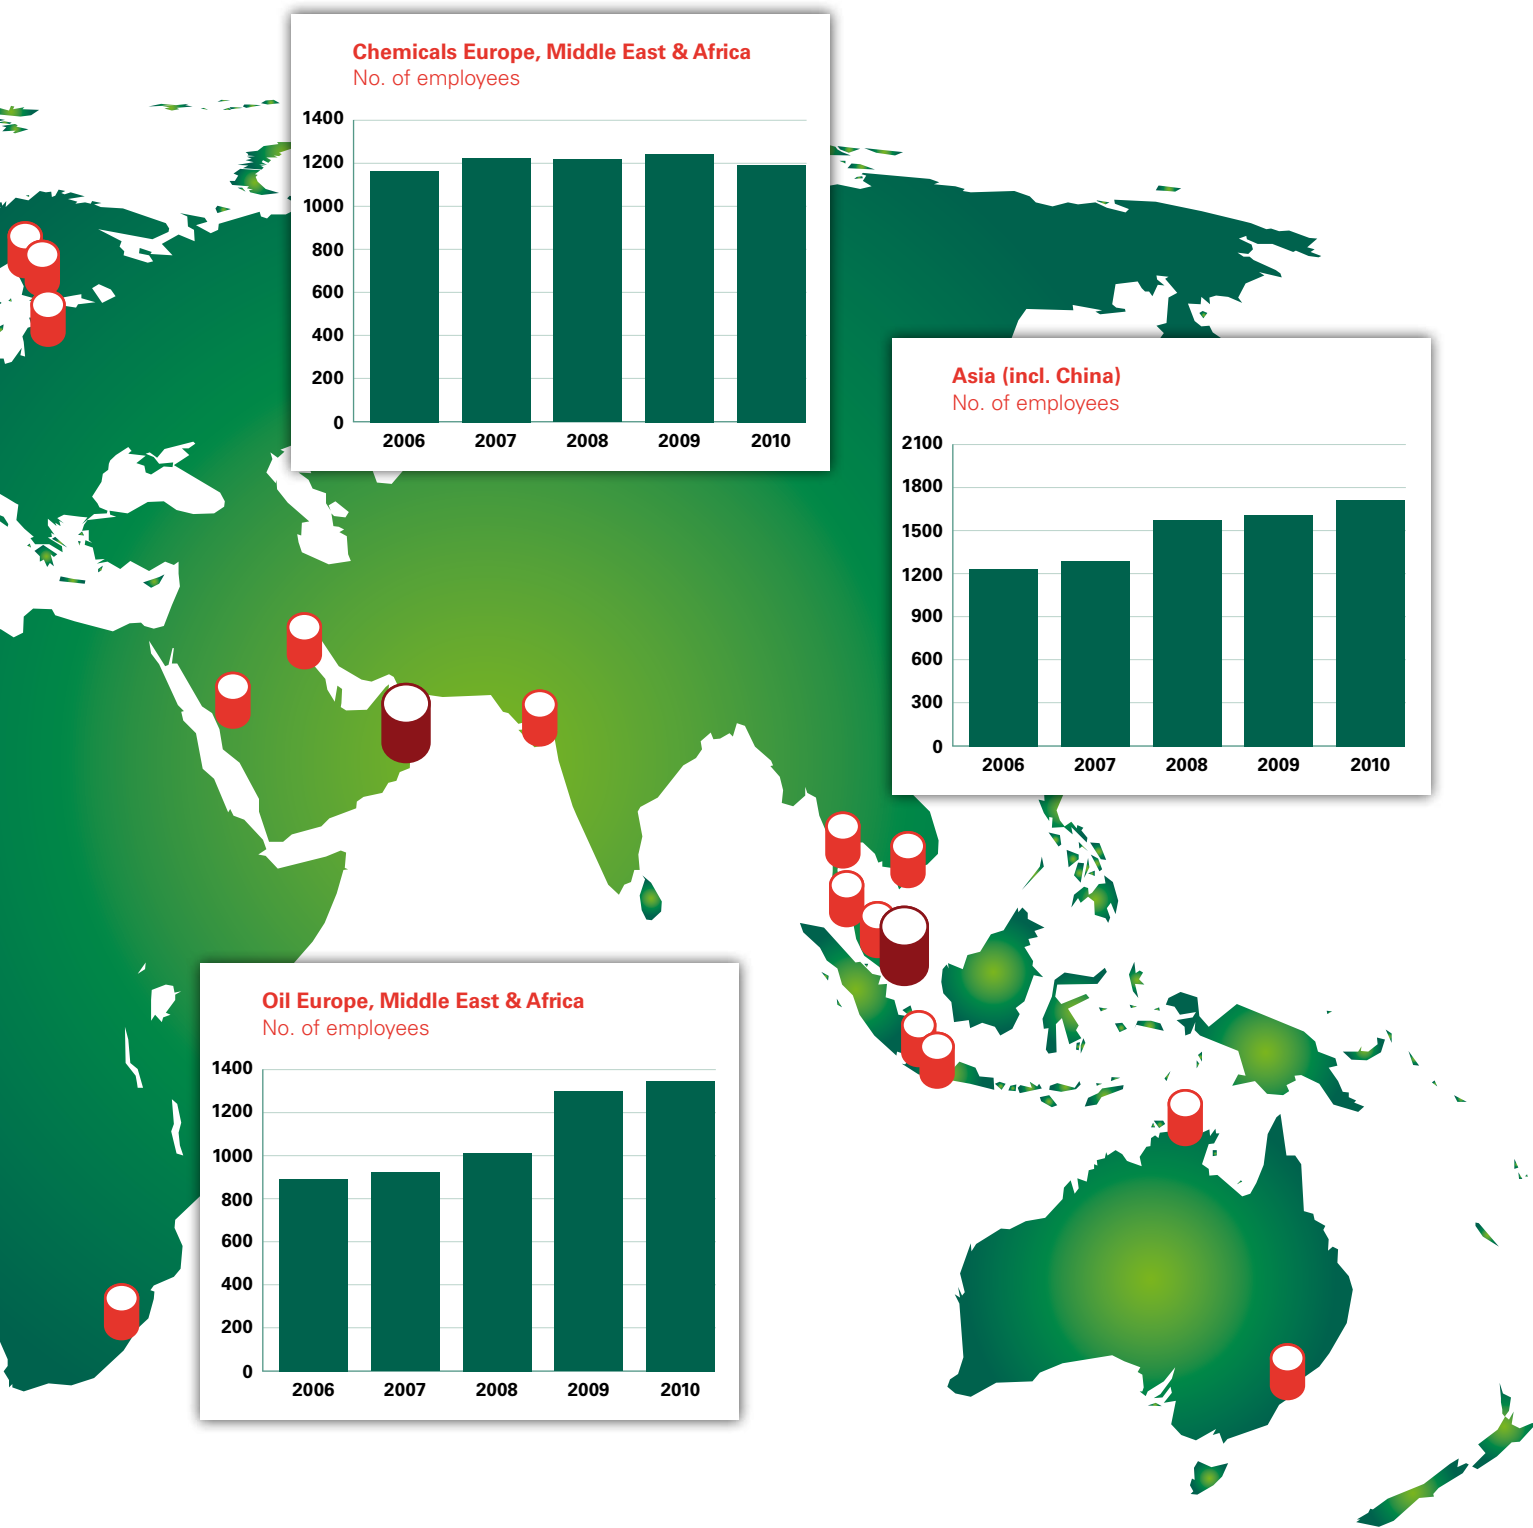 Chemicals Europe, Middle East & Africa
No. of employees
1400
1200
1000
800
600
400
200
0
2006 2007 2008 2009 2010
Asia (incl. China)
No. of employees
2100
1800
1500
1200
900
600
300
0
2006 2007 2008 2009 2010
Oil Europe, Middle East & Africa
No. of employees
1400
1200
1000
800
600
400
200
0
2006 2007 2008 2009 2010